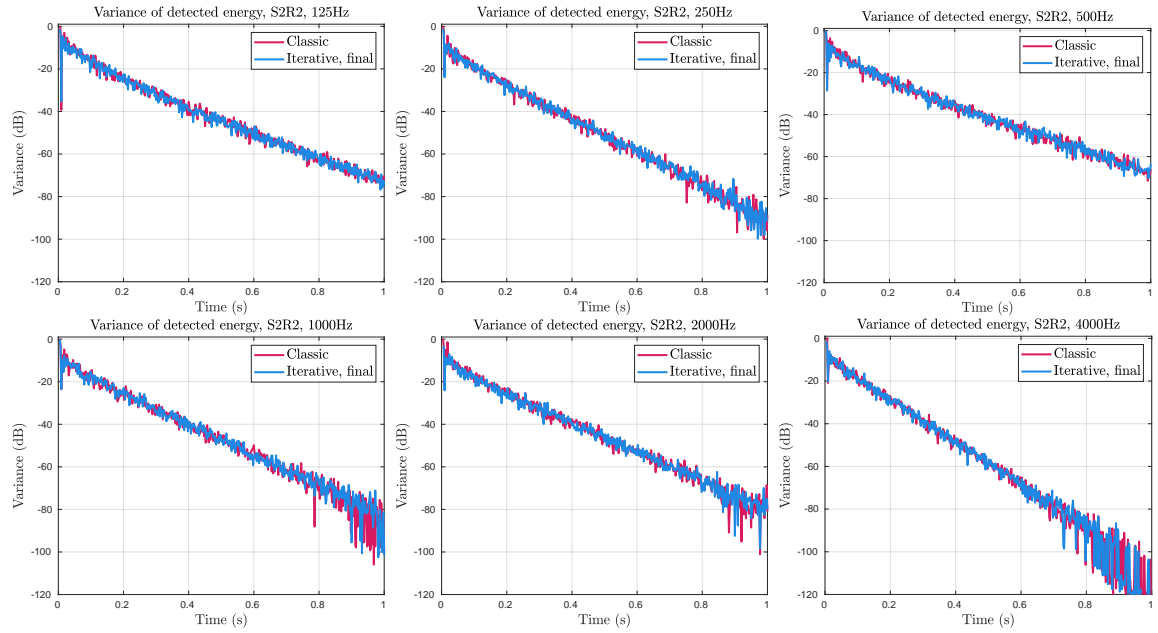 Variance of detected energy, S2R2, 125Hz
0
-20
-40
-60
-80
-100
-120
Variance (dB)
Classic
Iterative, final
0
0.2
0.4
0.6
0.8
1
Time (s)
Variance of detected energy, S2R2, 250Hz
0
-20
-40
-60
-80
-100
-120
Variance (dB)
Classic
Iterative, final
0
0.2
0.4
0.6
0.8
1
Time (s)
Variance of detected energy, S2R2, 500Hz
0
-20
-40
-60
-80
-100
-120
Variance (dB)
Classic
Iterative, final
0
0.2
0.4
0.6
0.8
1
Time (s)
Variance of detected energy, S2R2, 1000Hz
0
-20
-40
-60
-80
-100
-120
Variance (dB)
Classic
Iterative, final
0
0.2
0.4
0.6
0.8
1
Time (s)
Variance of detected energy, S2R2, 2000Hz
0
-20
-40
-60
-80
-100
-120
Variance (dB)
Classic
Iterative, final
0
0.2
0.4
0.6
0.8
1
Time (s)
Variance of detected energy, S2R2, 4000Hz
0
-20
-40
-60
-80
-100
-120
Variance (dB)
Classic
Iterative, final
0
0.2
0.4
0.6
0.8
1
Time (s)